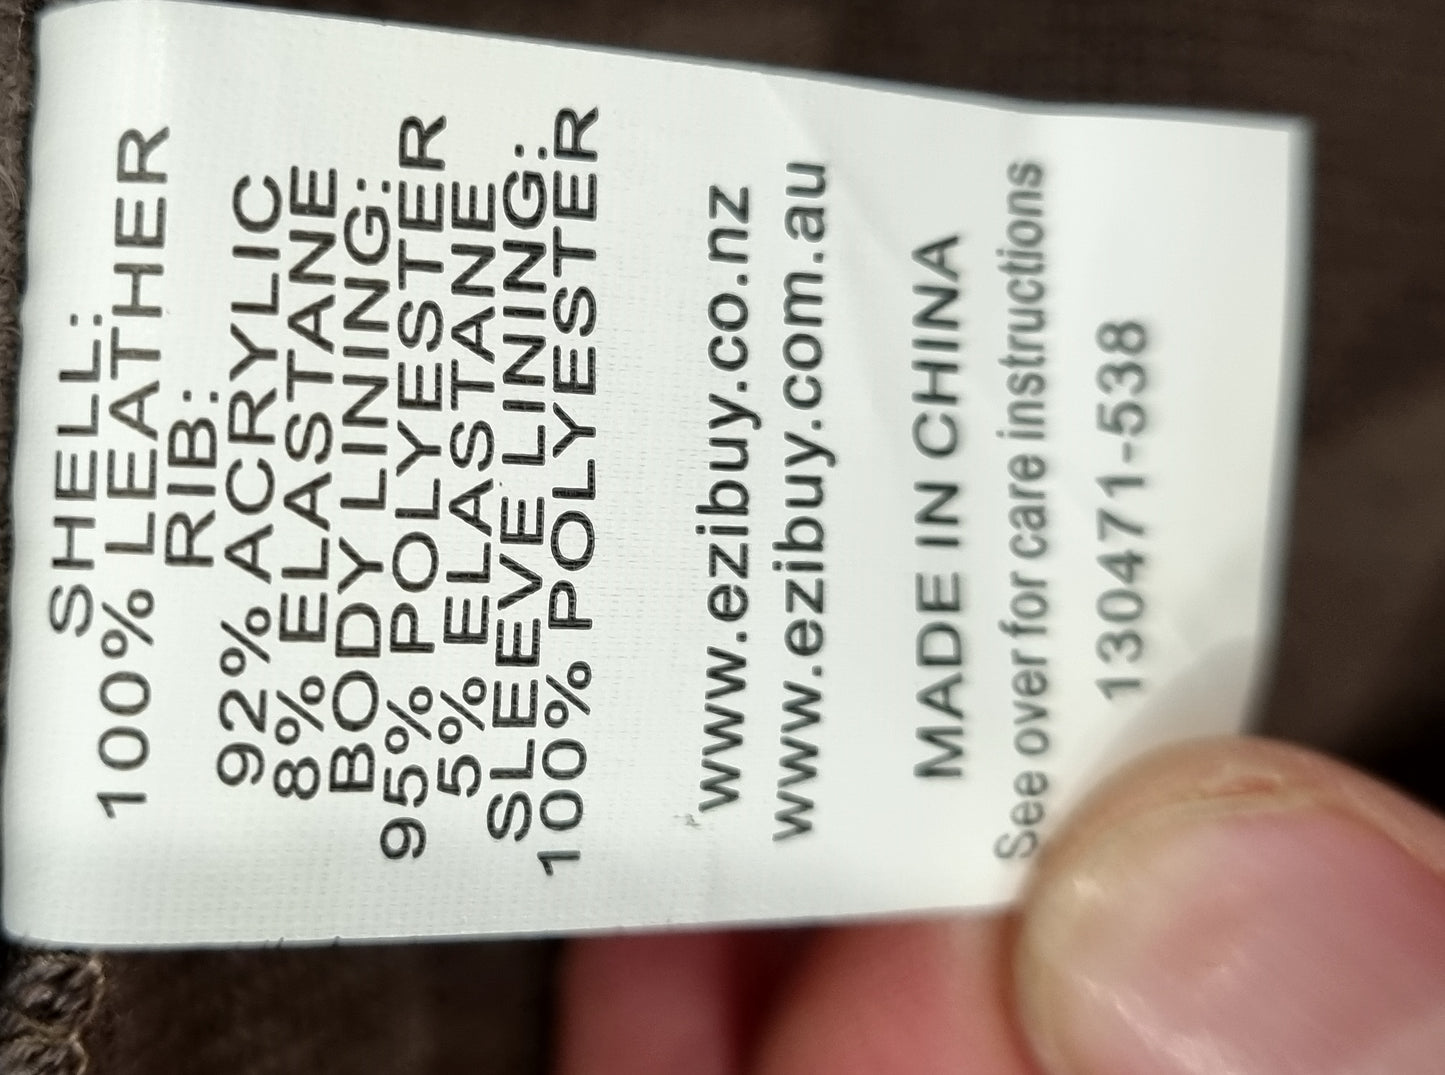 SHELL:
100% LEATHER
RIB:
92% ACRYLIC
8% ELASTANE
BODY LINING:
95% POLYESTER
5% ELASTANE
SLEEVE LINING:
100% POLYESTER
www.ezibuy.co.nz
www.ezibuy.com.au
MADE IN CHINA
See over for care instructions
130471-538